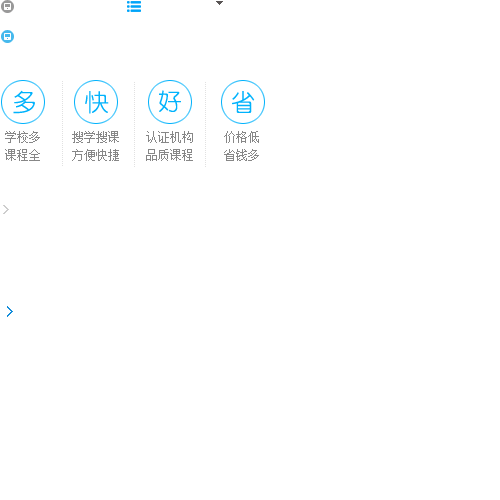 多 快 好 省
学校多 搜学搜课 认证机构 价格低
课程全 方便快捷 品质课程 省钱多